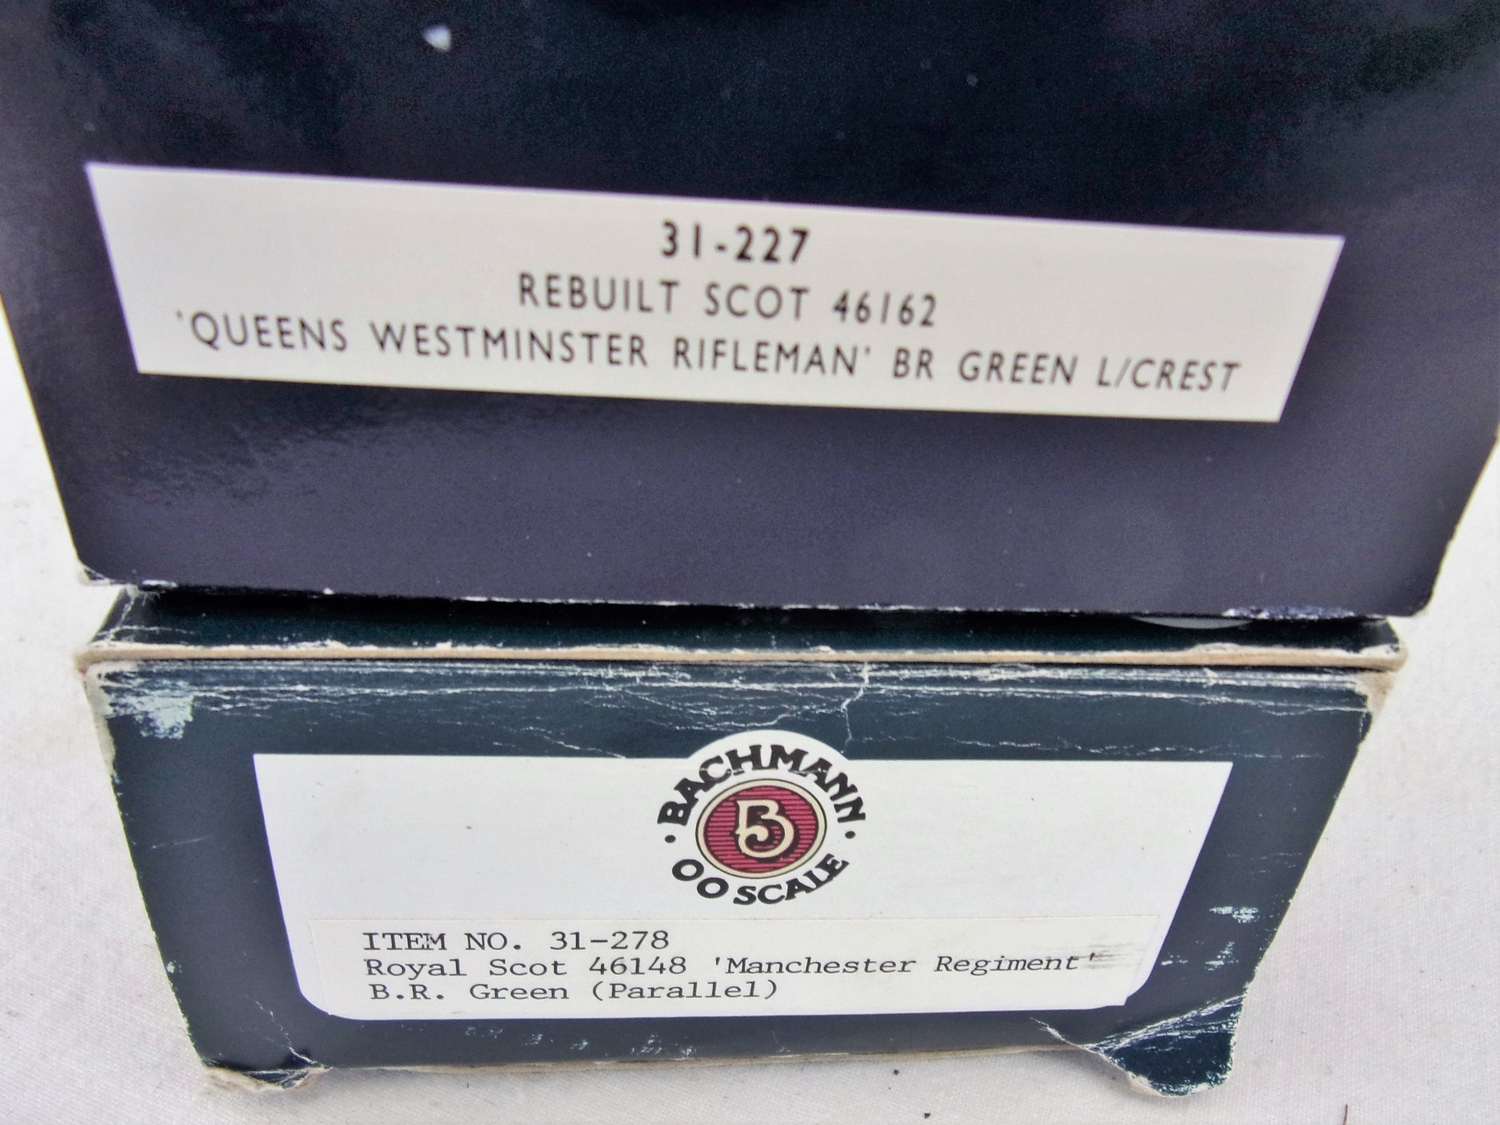 31-227
REBUILT SCOT 46162
'QUEENS WESTMINSTER RIFLEMAN' BR GREEN L/CREST
BACHMANN
B
OO SCALE
ITEM NO. 31-278
Royal Scot 46148 'Manchester Regiment'
B.R. Green (Parallel)